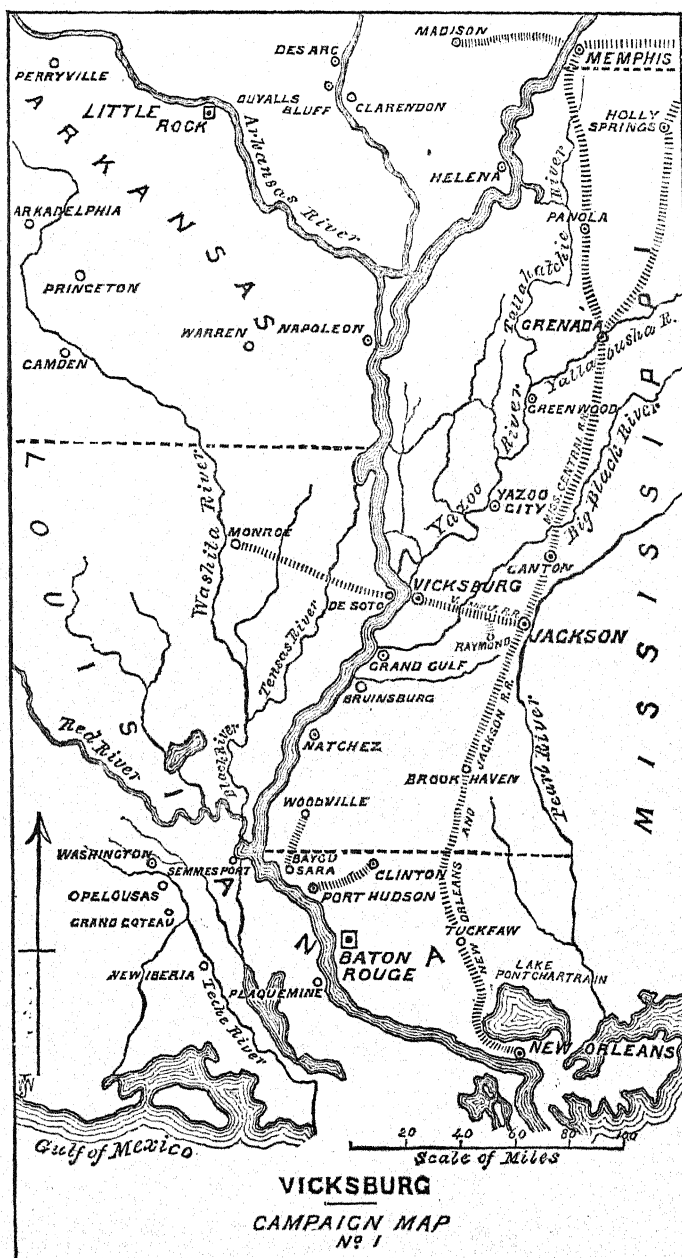 MADISON
DES ARC
MEMPHIS
PERRYVILLE
DUVALLS
BLUFF
CLARENDON
LITTLE
ROCK
HOLLY
SPRINGS
ARKANSAS
Arkansas River
HELENA
Tallahatchie River
PANOLA
ARKADELPHIA
PRINCETON
WARREN
NAPOLEON
GRENADA
Yallabusha R.
CAMDEN
GREENWOOD
MISSISSIPPI
LOUISIANA
Washita River
Yazoo River
YAZOO
CITY
MISS. CENTRAL R.R.
Big Black River
MONROE
CANTON
DE SOTO
VICKSBURG
JACKSON
RAYMOND
Tensas River
GRAND GULF
BRUINSBURG
Red River
Black River
NATCHEZ
Pearl River
BROOKHAVEN
NEW ORLEANS AND JACKSON R.R.
WOODVILLE
WASHINGTON
SEMMESPORT
BAYOU
SARA
CLINTON
PORT HUDSON
OPELOUSAS
GRAND COTEAU
TUCKFAW
BATON
ROUGE
NEW IBERIA
Teche River
PLAQUEMINE
LAKE
PONTCHARTRAIN
NEW ORLEANS
N
Gulf of Mexico
20 40 60 80 100
Scale of Miles
VICKSBURG
CAMPAIGN MAP
No 1